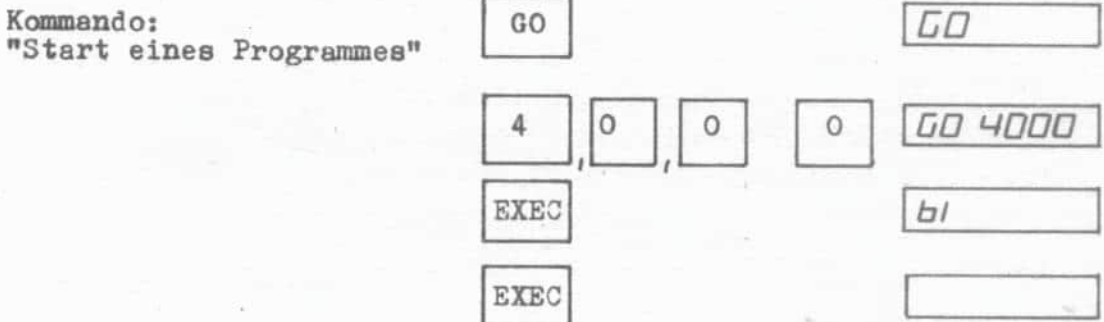 Kommando:
"Start eines Programmes"
GO
GO
4 , 0 , 0 0
GO 4000
EXEC
bl
EXEC